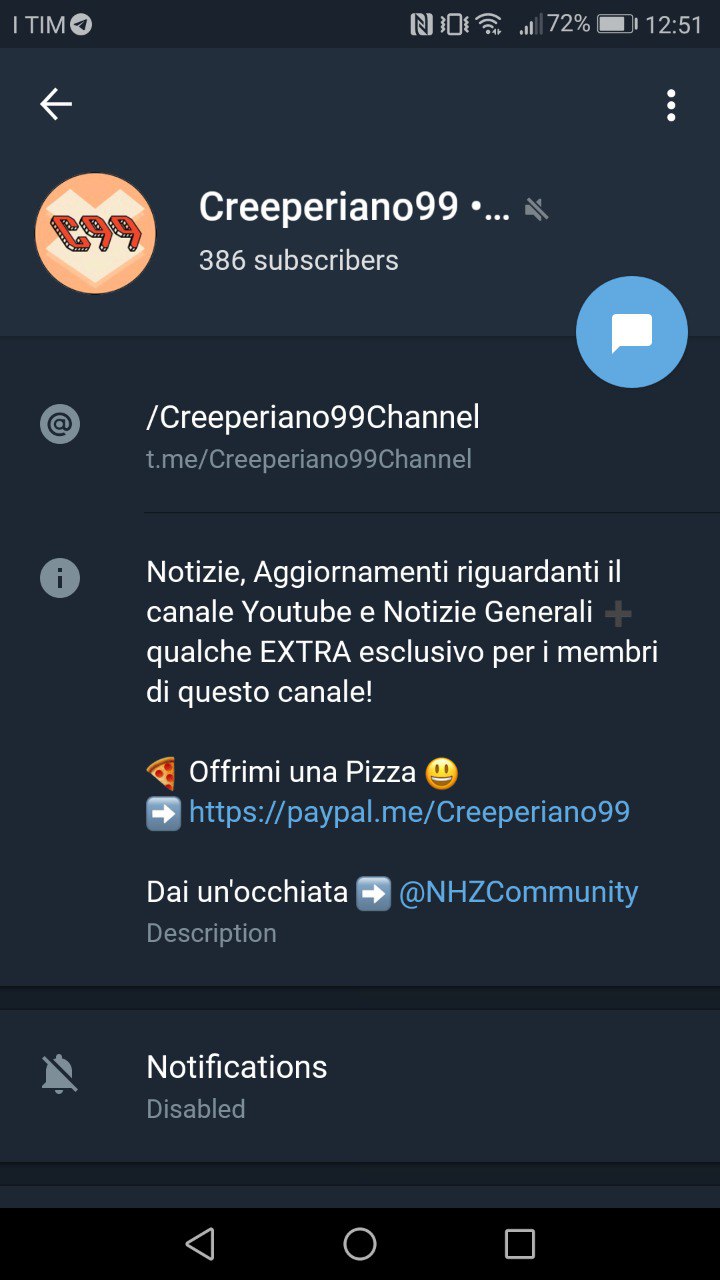 I TIM 72% 12:51
Creeperiano99 •...
386 subscribers
C99
/Creeperiano99Channel
t.me/Creeperiano99Channel
Notizie, Aggiornamenti riguardanti il
canale Youtube e Notizie Generali ➕
qualche EXTRA esclusivo per i membri
di questo canale!
🍕 Offrimi una Pizza 😃
➡️ https://paypal.me/Creeperiano99
Dai un'occhiata ➡️ @NHZCommunity
Description
Notifications
Disabled